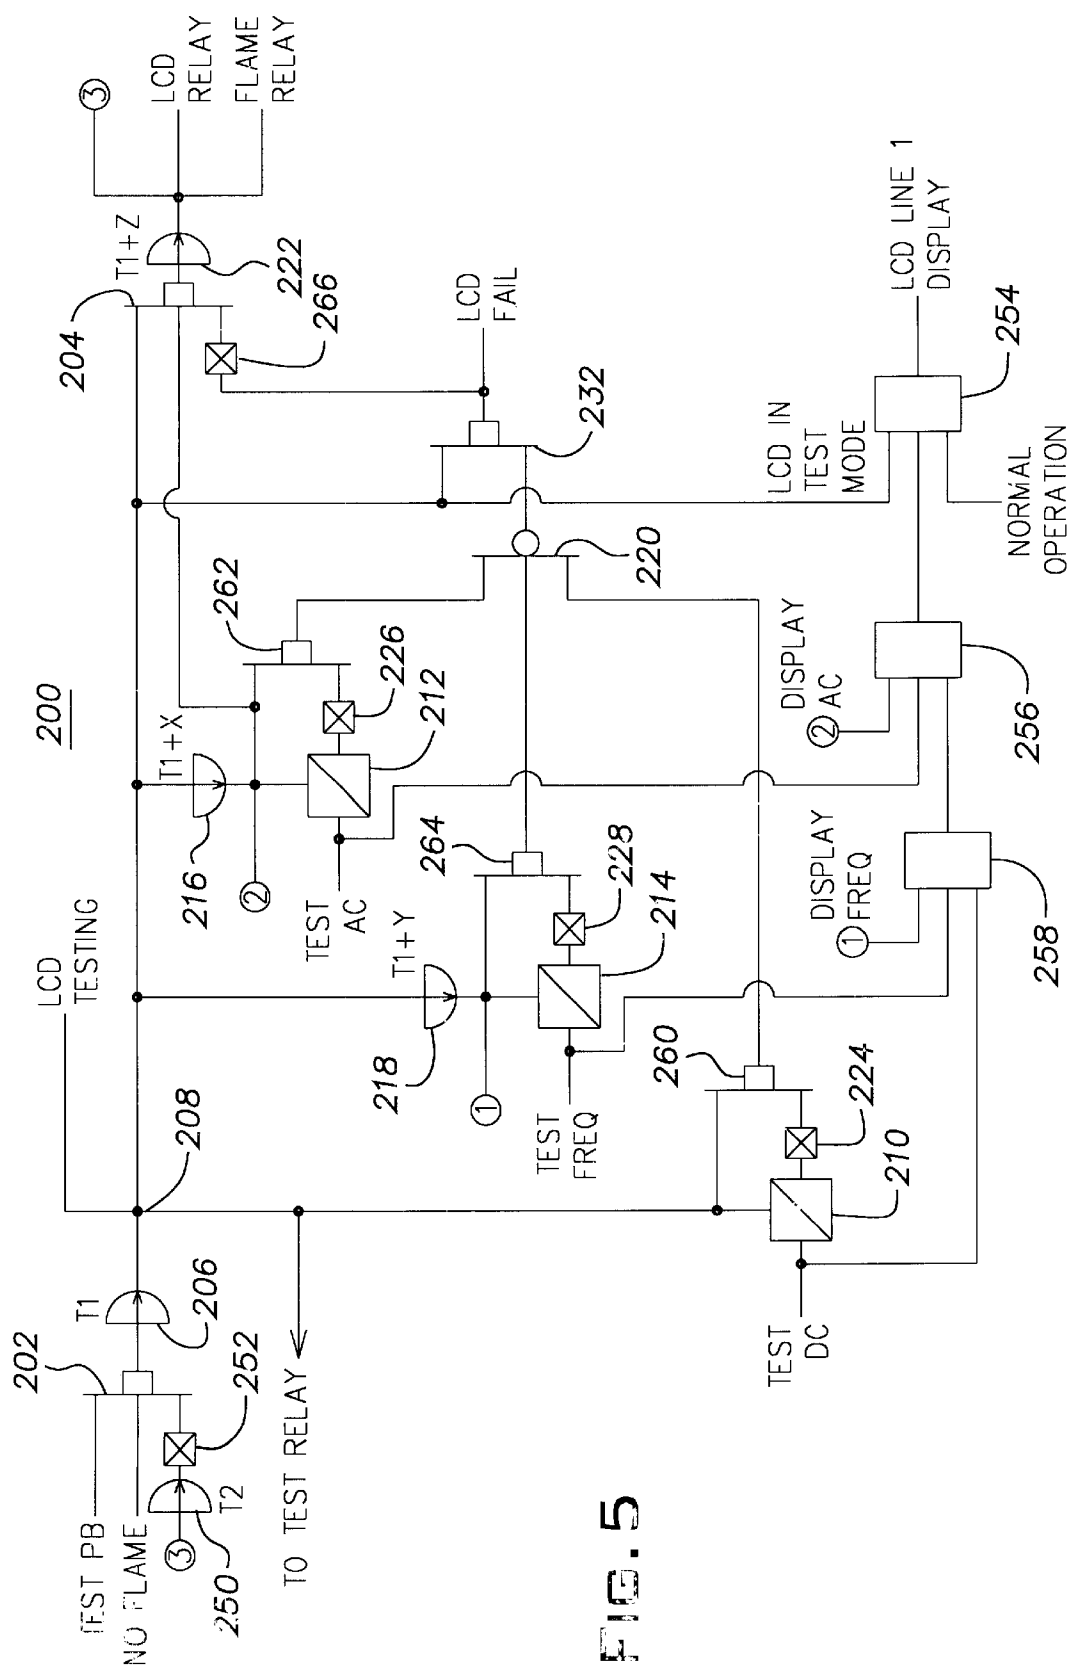 200
TEST PB
NO FLAME
3
250
T2
252
202
T1
206
208
LCD
TESTING
TO TEST RELAY
216
T1+X
2
TEST
AC
212
226
262
218
T1+Y
1
TEST
FREQ
214
228
264
TEST
DC
210
224
260
220
232
LCD
FAIL
204
T1+Z
222
266
3
LCD
RELAY
FLAME
RELAY
LCD IN
TEST
MODE
NORMAL
OPERATION
254
LCD LINE 1
DISPLAY
DISPLAY
2 AC
256
DISPLAY
1 FREQ
258
FIG. 5